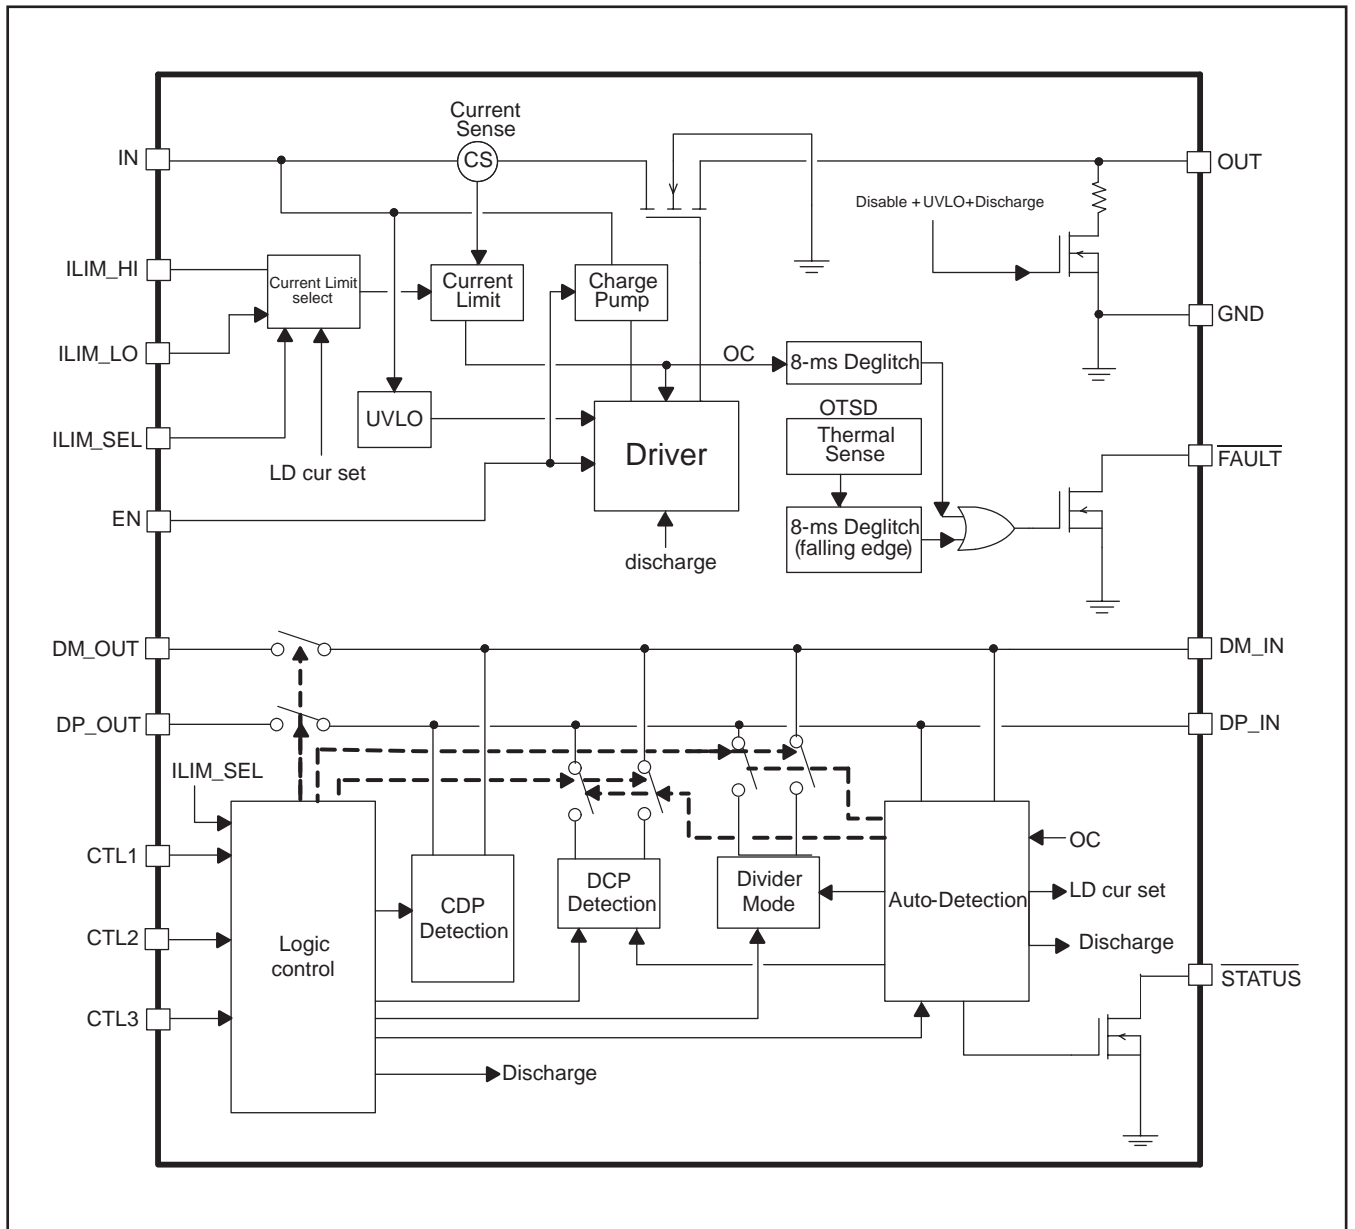 Current
Sense
IN
CS
OUT
Disable +UVLO+Discharge
ILIM_HI
Current Limit
select
Current
Limit
Charge
Pump
GND
ILIM_LO
OC
8-ms Deglitch
OTSD
UVLO
Thermal
Sense
ILIM_SEL
LD cur set
Driver
FAULT
EN
8-ms Deglitch
(falling edge)
discharge
DM_OUT
DM_IN
DP_OUT
DP_IN
ILIM_SEL
OC
CTL1
DCP
Detection
Divider
Mode
LD cur set
CDP
Detection
Auto-Detection
CTL2
Logic
control
Discharge
STATUS
CTL3
Discharge